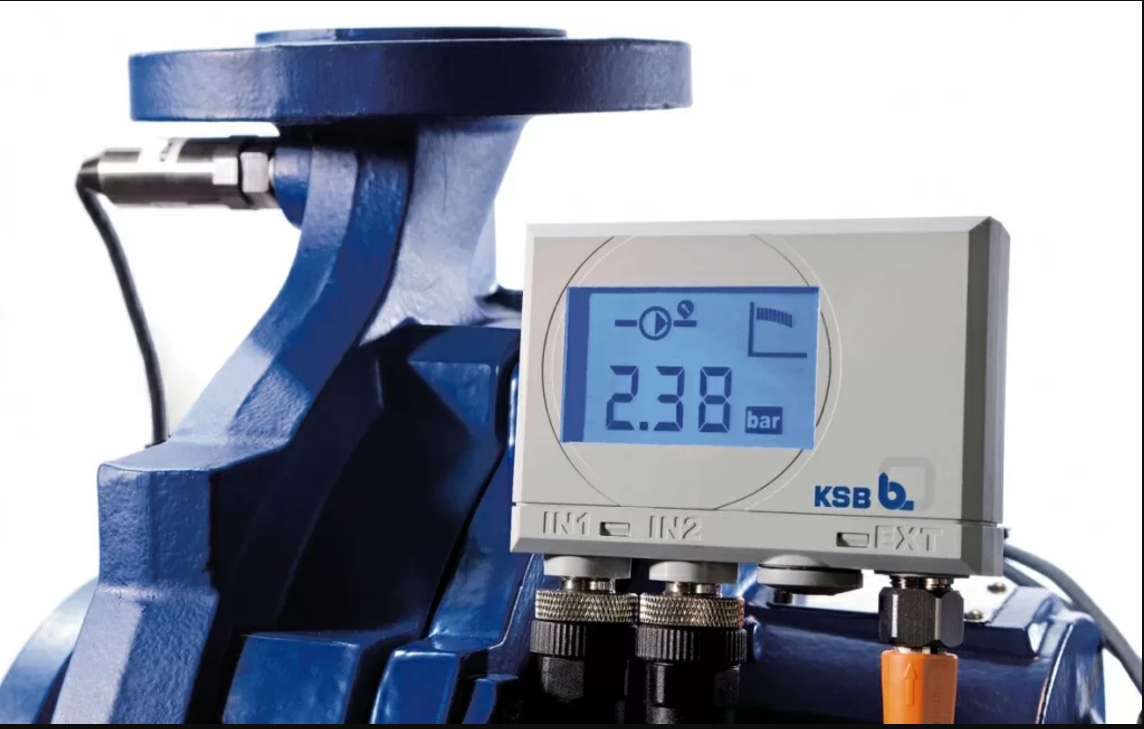 2.38 bar
KSB b
IN1 IN2 EXT